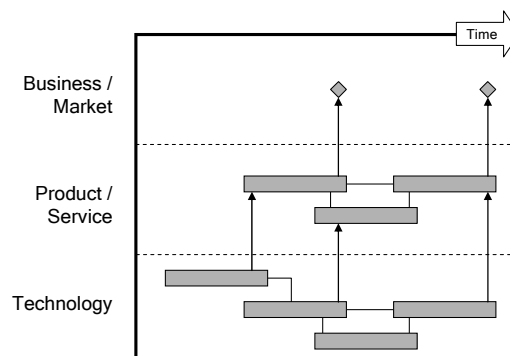 Time
Business /
Market
Product /
Service
Technology